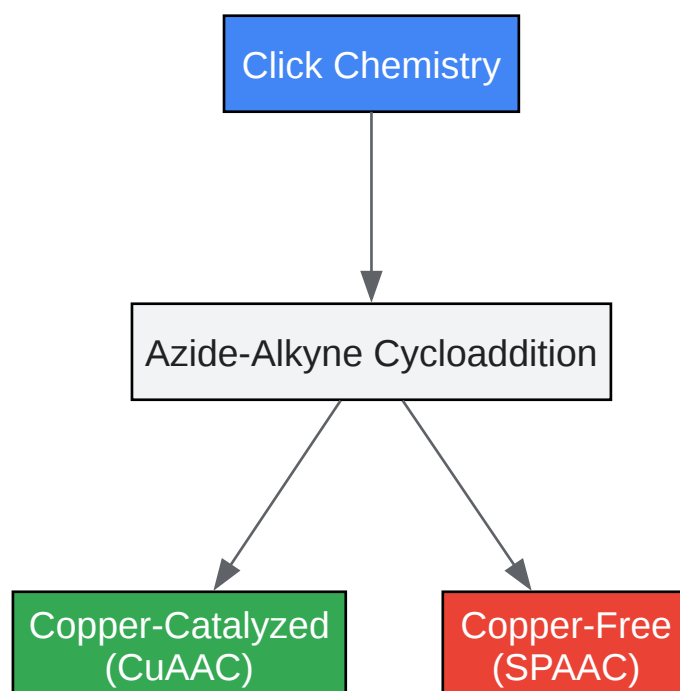 Click Chemistry
Azide-Alkyne Cycloaddition
Copper-Catalyzed
(CuAAC)
Copper-Free
(SPAAC)